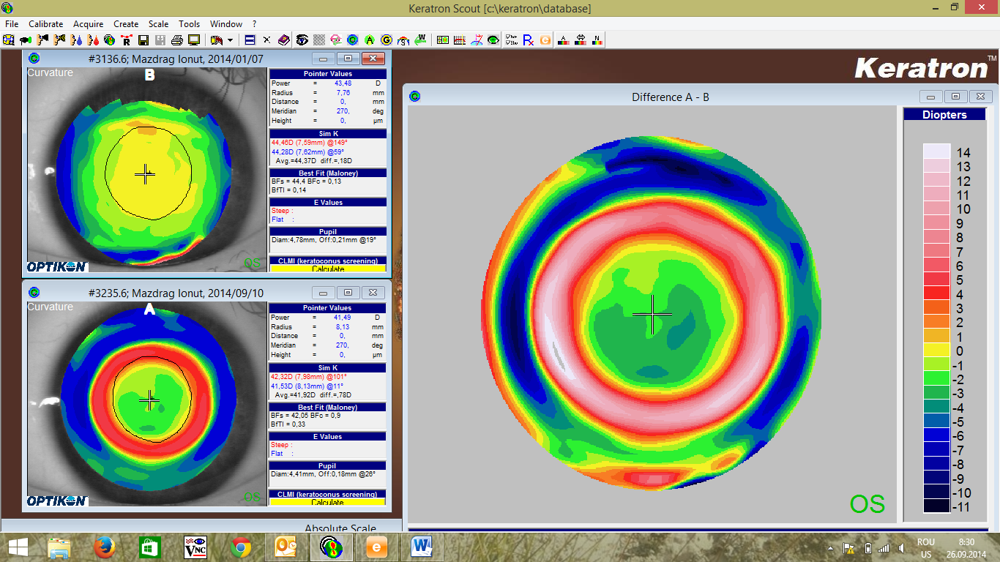 Keratron Scout [c:\keratron\database]
File Calibrate Acquire Create Scale Tools Window ?
#3136.6; Mazdrag Ionut, 2014/01/07
Curvature
B
OPTIKON
OS
Pointer Values
Power = 43,48 D
Radius = 7,76 mm
Distance = 0, mm
Meridian = 270, deg
Height = 0, µm
Sim K
44,46D (7,59mm) @149°
44,28D (7,62mm) @59°
Avg.=44,37D diff.=,18D
Best Fit (Maloney)
BFs = 44,4 BFc = 0,13
BfTI = 0,14
E Values
Steep :
Flat :
Pupil
Diam:4,78mm, Off:0,21mm @19°
CLMI (keratoconus screening)
Calculate
#3235.6; Mazdrag Ionut, 2014/09/10
Curvature
A
OPTIKON
OS
Pointer Values
Power = 41,49 D
Radius = 8,13 mm
Distance = 0, mm
Meridian = 270, deg
Height = 0, µm
Sim K
42,32D (7,98mm) @101°
41,53D (8,13mm) @11°
Avg.=41,92D diff.=,78D
Best Fit (Maloney)
BFs = 42,05 BFc = 0,9
BfTI = 0,33
E Values
Steep :
Flat :
Pupil
Diam:4,41mm, Off:0,18mm @26°
CLMI (keratoconus screening)
Calculate
Absolute Scale
Keratron™
Difference A - B
OS
Diopters
14
13
12
11
10
9
8
7
6
5
4
3
2
1
0
-1
-2
-3
-4
-5
-6
-7
-8
-9
-10
-11
ROU
US
8:30
26.09.2014